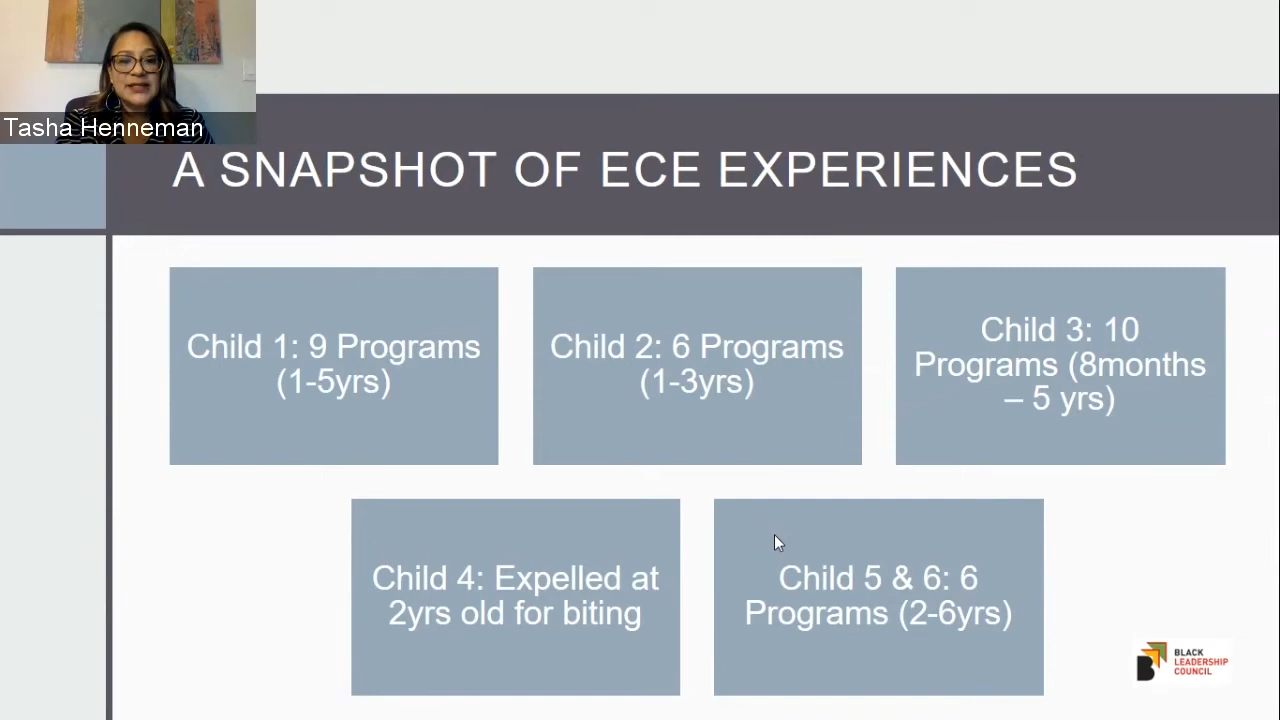 Tasha Henneman
A SNAPSHOT OF ECE EXPERIENCES
Child 1: 9 Programs
(1-5yrs)
Child 2: 6 Programs
(1-3yrs)
Child 3: 10
Programs (8months
– 5 yrs)
Child 4: Expelled at
2yrs old for biting
Child 5 & 6: 6
Programs (2-6yrs)
BLACK
LEADERSHIP
COUNCIL